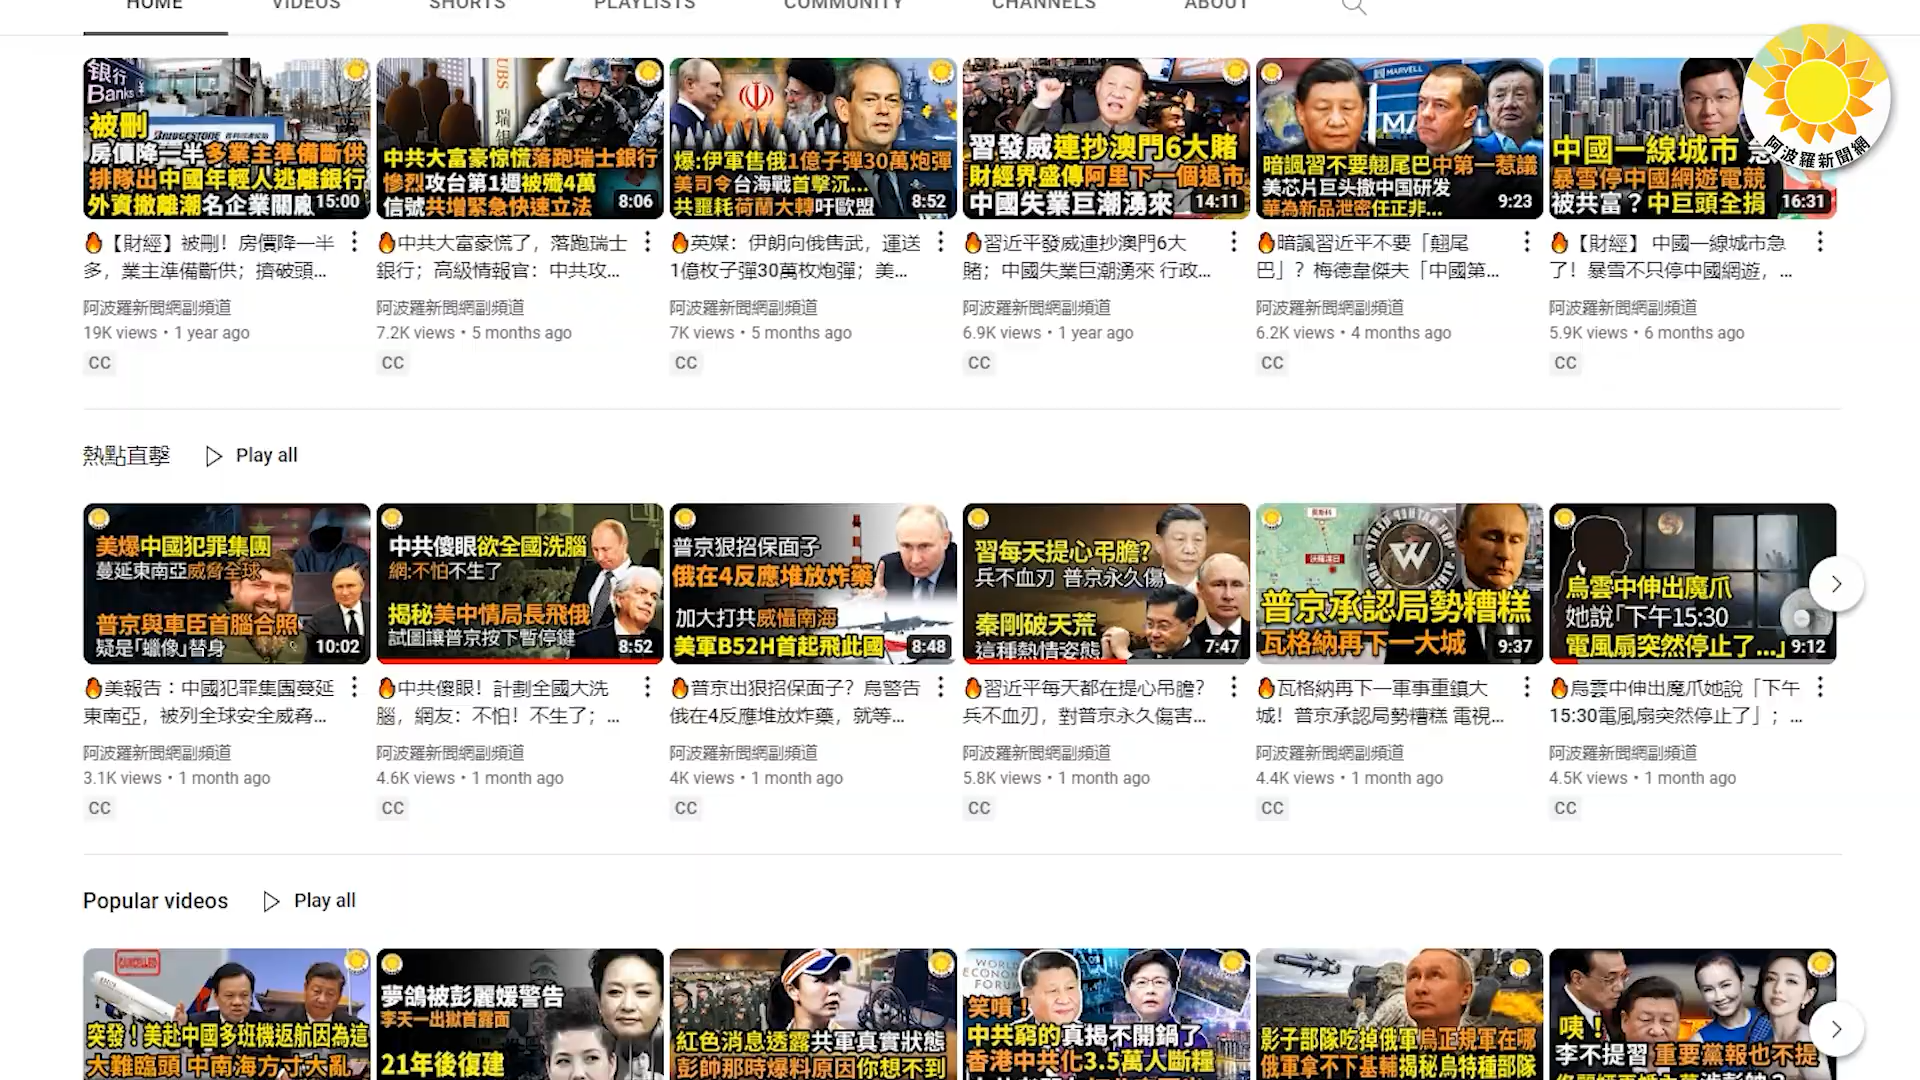 HOME VIDEOS SHORTS PLAYLISTS COMMUNITY CHANNELS ABOUT
阿波羅新聞網
银行
Banks
被刪
BRIDGESTONE
房價降一半多業主準備斷供
排隊出中國年輕人逃離銀行
外資撤離潮名企業關廠
15:00
UBS
瑞銀
中共大富豪惊慌落跑瑞士銀行
慘烈攻台第1週被殲4萬
信號共增緊急快速立法
8:06
爆:伊軍售俄1億子彈30萬炮彈
美司令台海戰首擊沉...
共噩耗荷蘭大轉吁歐盟
8:52
習發威連抄澳門6大賭
財經界盛傳阿里下一個退市
中國失業巨潮湧來
14:11
MARVELL
暗諷習不要翹尾巴中第一惹議
美芯片巨头撤中国研发
華為新品泄密任正非...
9:23
中國一線城市急
暴雪停中國網遊電競
被共富？中巨頭全捐
16:31
🔥【財經】被刪！房價降一半
多，業主準備斷供；擠破頭...
阿波羅新聞網副頻道
19K views • 1 year ago
CC
🔥中共大富豪慌了，落跑瑞士
銀行；高級情報官：中共攻...
阿波羅新聞網副頻道
7.2K views • 5 months ago
CC
🔥英媒：伊朗向俄售武，運送
1億枚子彈30萬枚炮彈；美...
阿波羅新聞網副頻道
7K views • 5 months ago
CC
🔥習近平發威連抄澳門6大
賭；中國失業巨潮湧來 行政...
阿波羅新聞網副頻道
6.9K views • 1 year ago
CC
🔥暗諷習近平不要「翹尾
巴」？梅德韋傑夫「中國第...
阿波羅新聞網副頻道
6.2K views • 4 months ago
CC
🔥【財經】 中國一線城市急
了！暴雪不只停中國網遊，...
阿波羅新聞網副頻道
5.9K views • 6 months ago
CC
熱點直擊 Play all
美爆中國犯罪集團
蔓延東南亞威脅全球
普京與車臣首腦合照
疑是「蠟像」替身
10:02
中共傻眼欲全國洗腦
網:不怕不生了
揭秘美中情局長飛俄
試圖讓普京按下暫停鍵
8:52
普京狠招保面子
俄在4反應堆放炸藥
加大打共威懾南海
美軍B52H首起飛此國
8:48
習每天提心弔膽?
兵不血刃 普京永久傷
秦剛破天荒
這種熱情姿態
7:47
普京承認局勢糟糕
瓦格納再下一大城
9:37
烏雲中伸出魔爪
她說「下午15:30
電風扇突然停止了...」
9:12
🔥美報告：中國犯罪集團蔓延
東南亞，被列全球安全威脅...
阿波羅新聞網副頻道
3.1K views • 1 month ago
CC
🔥中共傻眼！計劃全國大洗
腦，網友：不怕！不生了；...
阿波羅新聞網副頻道
4.6K views • 1 month ago
CC
🔥普京出狠招保面子？烏警告
俄在4反應堆放炸藥，就等...
阿波羅新聞網副頻道
4K views • 1 month ago
CC
🔥習近平每天都在提心吊膽？
兵不血刃，對普京永久傷害...
阿波羅新聞網副頻道
5.8K views • 1 month ago
CC
🔥瓦格納再下一軍事重鎮大
城！普京承認局勢糟糕 電視...
阿波羅新聞網副頻道
4.4K views • 1 month ago
CC
🔥烏雲中伸出魔爪她說「下午
15:30電風扇突然停止了」；...
阿波羅新聞網副頻道
4.5K views • 1 month ago
CC
Popular videos Play all
CANCELLED
突發！美赴中國多班機返航因為這
大難臨頭 中南海方寸大亂
夢鴿被彭麗媛警告
李天一出獄首露面
21年後復建
紅色消息透露共軍真實狀態
彭帥那時爆料原因你想不到
WORLD
ECONOMIC
FORUM
笑噴！
中共窮的真揭不開鍋了
香港中共化3.5萬人斷糧
影子部隊吃掉俄軍烏正規軍在哪
俄軍拿不下基輔揭秘烏特種部隊
咦！
李不提習 重要黨報也不提